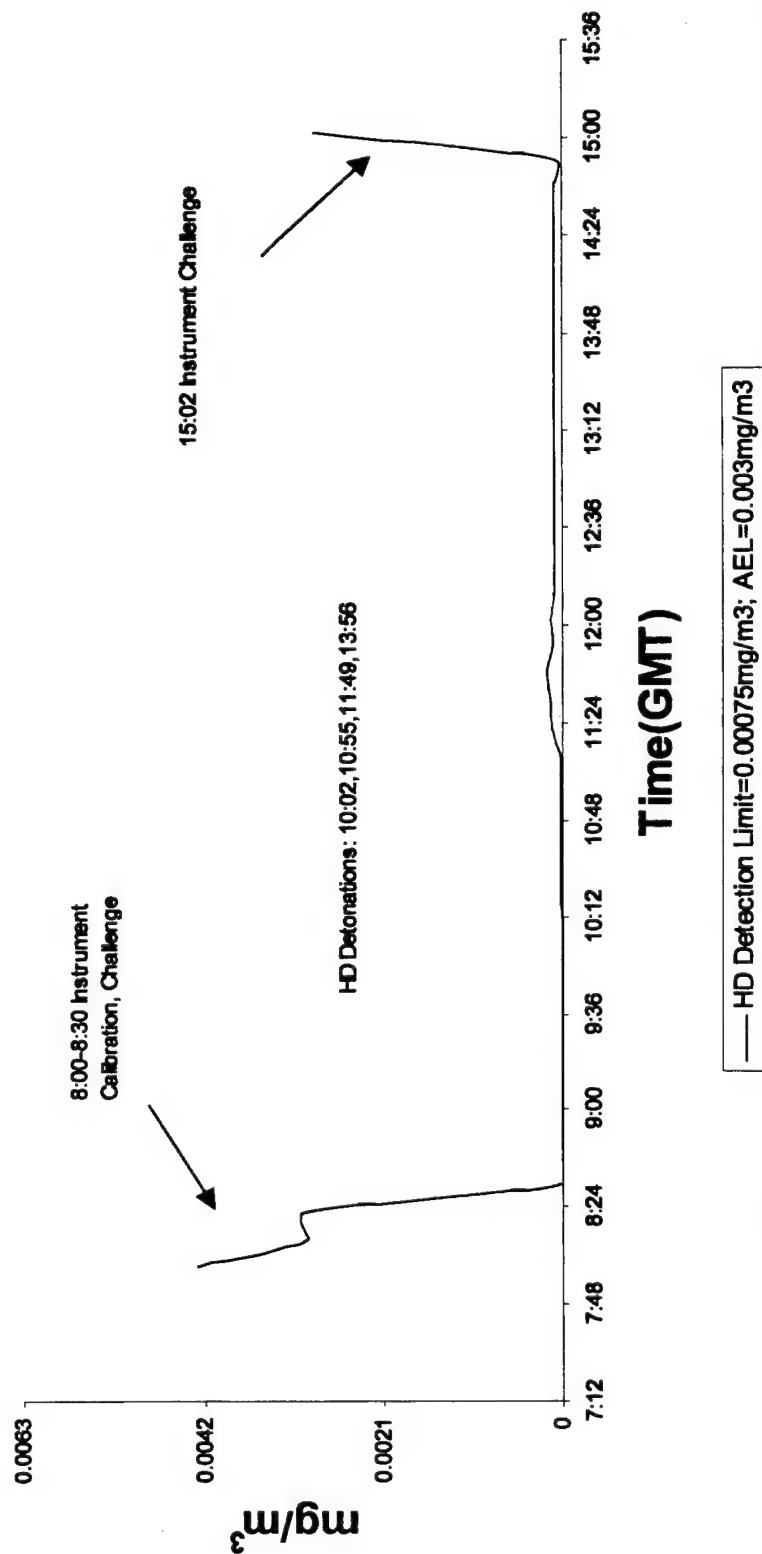 8:00-8:30 Instrument
Calibration, Challenge
15:02 Instrument Challenge
HD Detonations: 10:02,10:55,11:49,13:56
mg/m³
0.0063
0.0042
0.0021
0
7:12
7:48
8:24
9:00
9:36
10:12
10:48
11:24
12:00
12:36
13:12
13:48
14:24
15:00
15:36
Time(GMT)
HD Detection Limit=0.00075mg/m3; AEL=0.003mg/m3